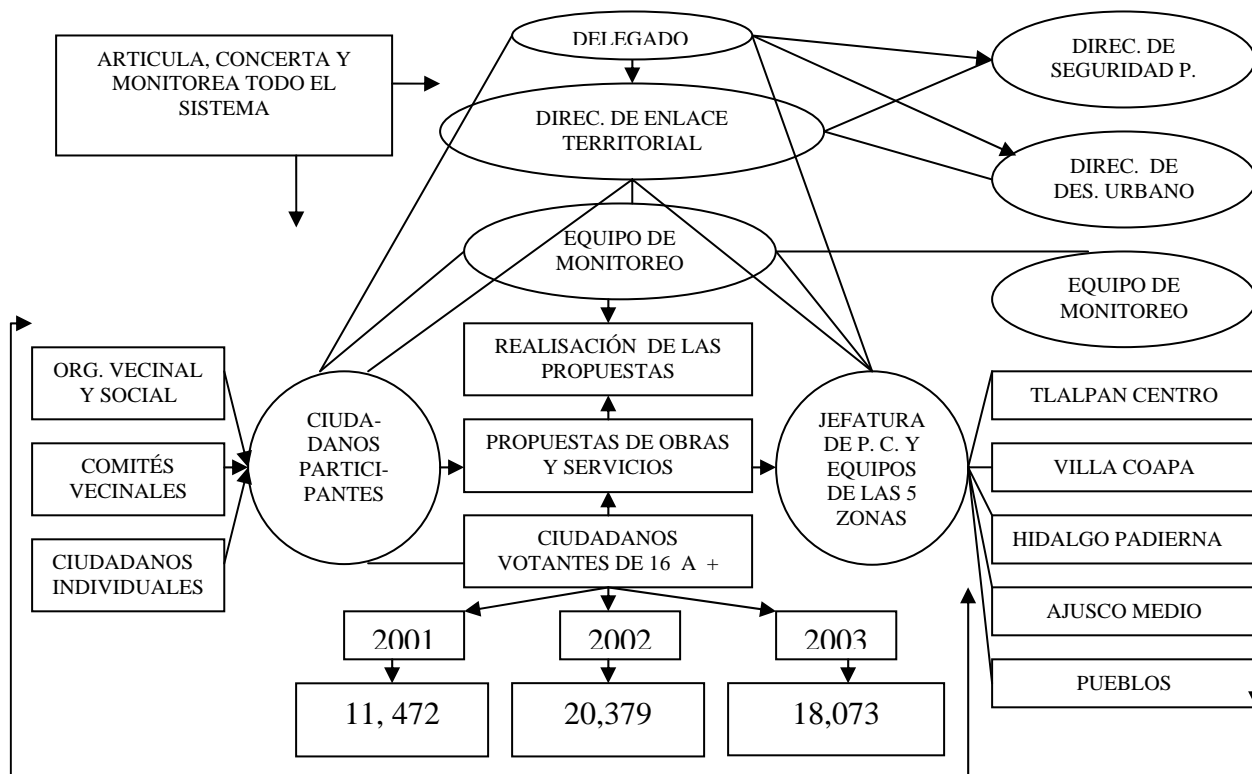 DELEGADO
ARTICULA, CONCERTA Y
MONITOREA TODO EL
SISTEMA
DIREC. DE
SEGURIDAD P.
DIREC. DE ENLACE
TERRITORIAL
DIREC.  DE
DES. URBANO
EQUIPO DE
MONITOREO
EQUIPO DE
MONITOREO
REALISACIÓN  DE LAS
PROPUESTAS
ORG. VECINAL
Y SOCIAL
COMITÉS
VECINALES
CIUDADANOS
INDIVIDUALES
CIUDA-
DANOS
PARTICI-
PANTES
PROPUESTAS DE OBRAS
Y SERVICIOS
CIUDADANOS
VOTANTES DE 16  A  +
JEFATURA
DE P. C. Y
EQUIPOS
DE LAS 5
ZONAS
TLALPAN CENTRO
VILLA COAPA
HIDALGO PADIERNA
AJUSCO MEDIO
PUEBLOS
2001
2002
2003
11, 472
20,379
18,073